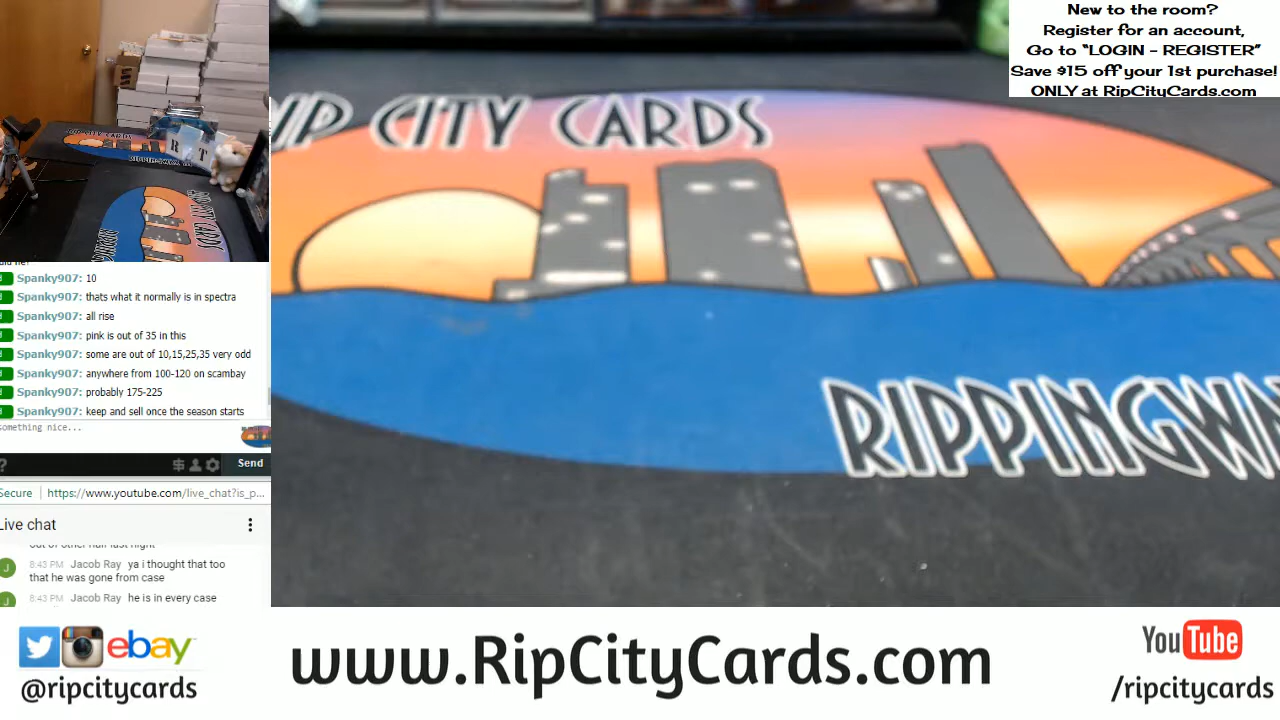 New to the room?
Register for an account,
Go to "LOGIN - REGISTER"
Save $15 off your 1st purchase!
ONLY at RipCityCards.com
CITY CARDS
R T
Spanky907: 10
Spanky907: thats what it normally is in spectra
Spanky907: all rise
Spanky907: pink is out of 35 in this
Spanky907: some are out of 10,15,25,35 very odd
Spanky907: anywhere from 100-120 on scambay
Spanky907: probably 175-225
Spanky907: keep and sell once the season starts
something nice...
Send
Secure https://www.youtube.com/live_chat?is_p...
Live chat
8:43 PM Jacob Ray ya i thought that too
that he was gone from case
8:43 PM Jacob Ray he is in every case
RIPPINGWA
ebay
@ripcitycards
www.RipCityCards.com
YouTube
/ripcitycards